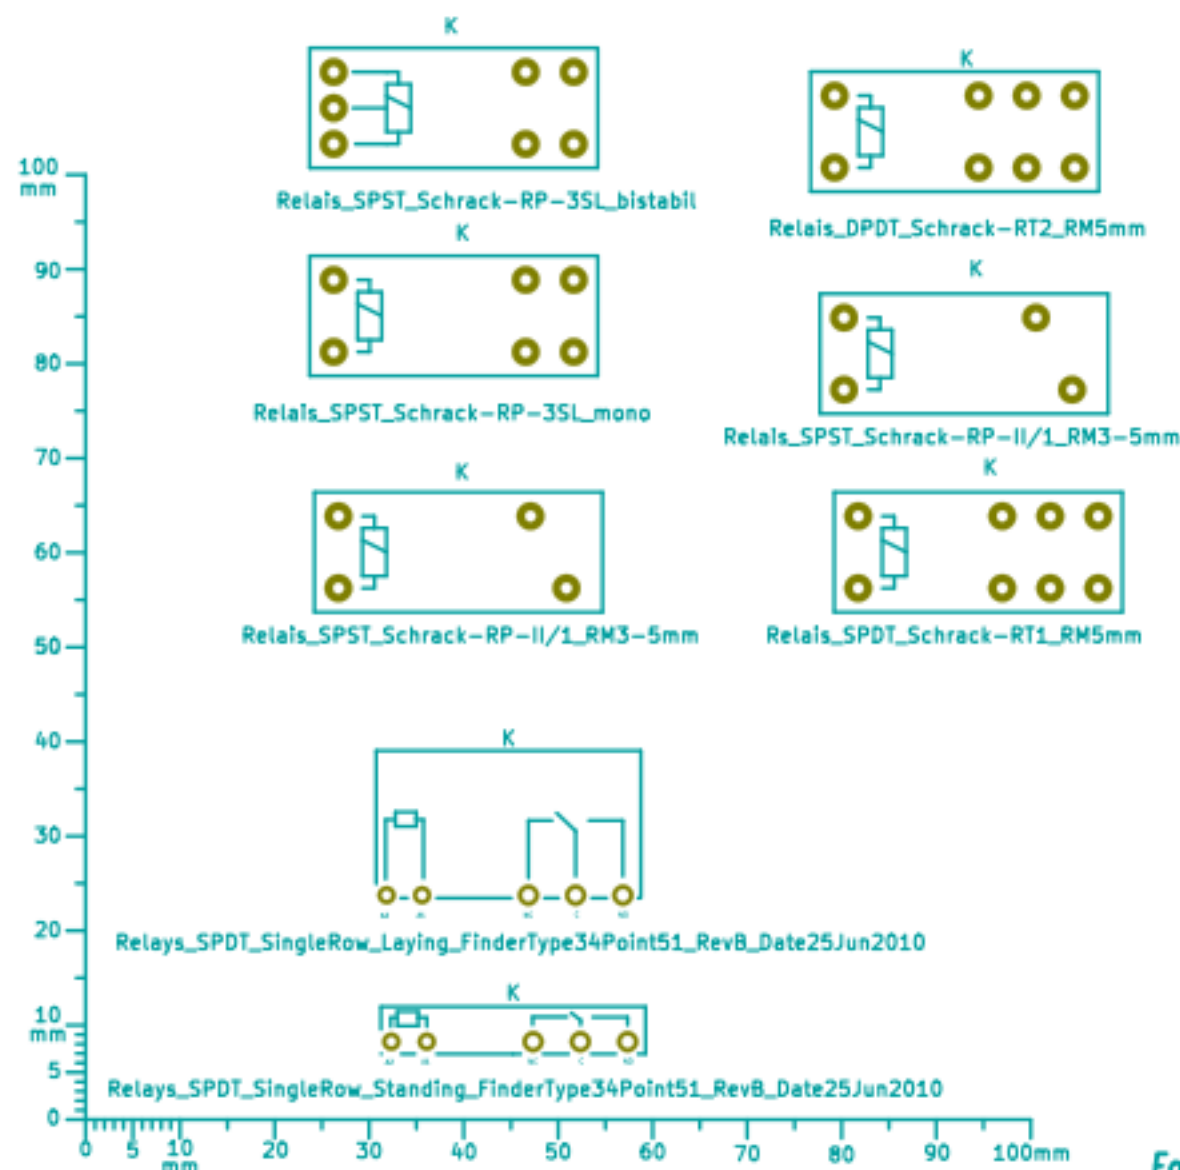 K
K
Relais_SPST_Schrack-RP-3SL_bistabil
Relais_DPDT_Schrack-RT2_RM5mm
K
K
Relais_SPST_Schrack-RP-3SL_mono
Relais_SPST_Schrack-RP-II/1_RM3-5mm
K
K
Relais_SPST_Schrack-RP-II/1_RM3-5mm
Relais_SPDT_Schrack-RT1_RM5mm
K
Relays_SPDT_SingleRow_Laying_FinderType34Point51_RevB_Date25Jun2010
K
Relays_SPDT_SingleRow_Standing_FinderType34Point51_RevB_Date25Jun2010
100
mm
90
80
70
60
50
40
30
20
10
mm
5
0
0 5 10 20 30 40 50 60 70 80 90 100mm
mm